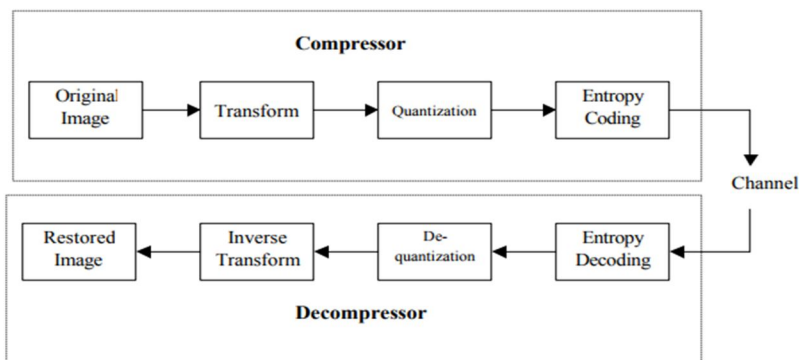 Compressor
Original
Image
Transform
Quantization
Entropy
Coding
Channel
Restored
Image
Inverse
Transform
De-
quantization
Entropy
Decoding
Decompressor